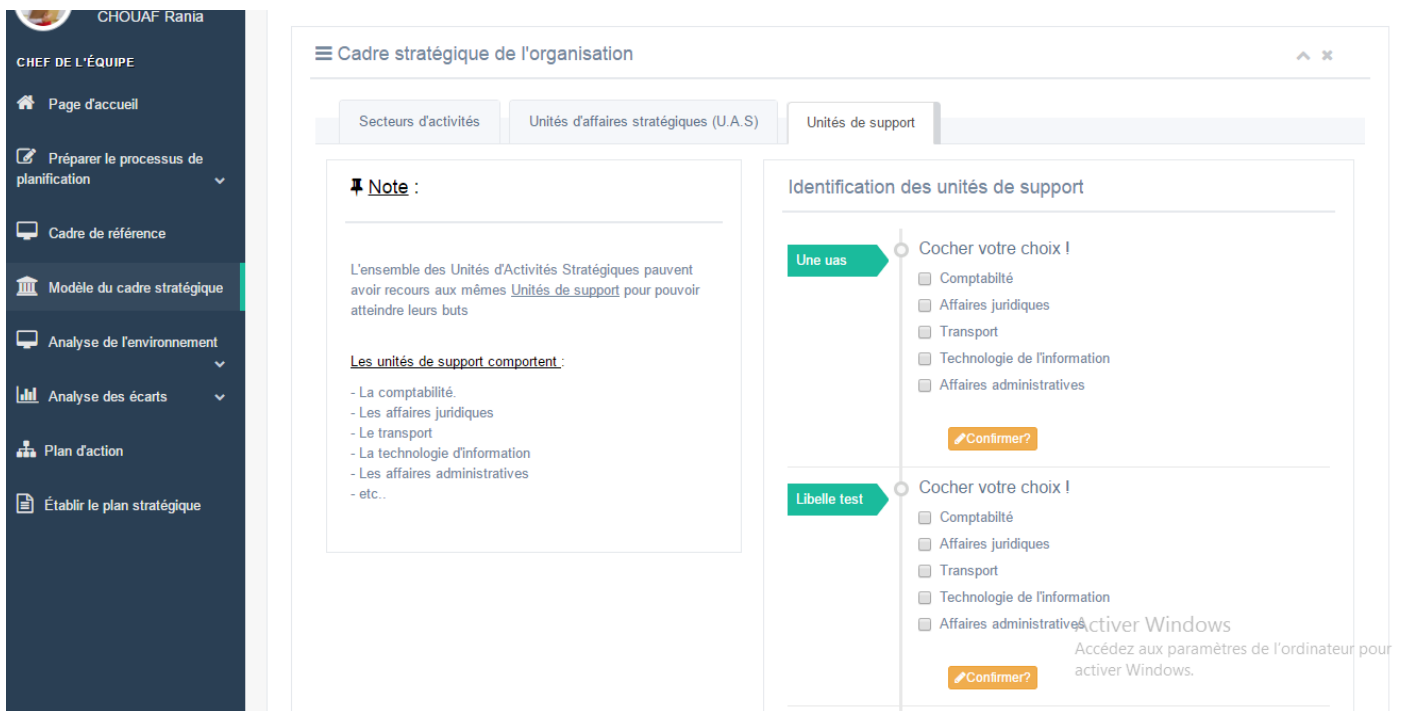 CHOUAF Rania
CHEF DE L'ÉQUIPE
Page d'accueil
Préparer le processus de
planification
Cadre de référence
Modèle du cadre stratégique
Analyse de l'environnement
Analyse des écarts
Plan d'action
Établir le plan stratégique
Cadre stratégique de l'organisation
Secteurs d'activités
Unités d'affaires stratégiques (U.A.S)
Unités de support
Note :
L'ensemble des Unités d'Activités Stratégiques pauvent
avoir recours aux mêmes Unités de support pour pouvoir
atteindre leurs buts
Les unités de support comportent :
- La comptabilité.
- Les affaires juridiques
- Le transport
- La technologie d'information
- Les affaires administratives
- etc..
Identification des unités de support
Une uas
Cocher votre choix !
Comptabilté
Affaires juridiques
Transport
Technologie de l'information
Affaires administratives
Confirmer?
Libelle test
Cocher votre choix !
Comptabilté
Affaires juridiques
Transport
Technologie de l'information
Affaires administratives
Confirmer?
Activer Windows
Accédez aux paramètres de l'ordinateur pour
activer Windows.